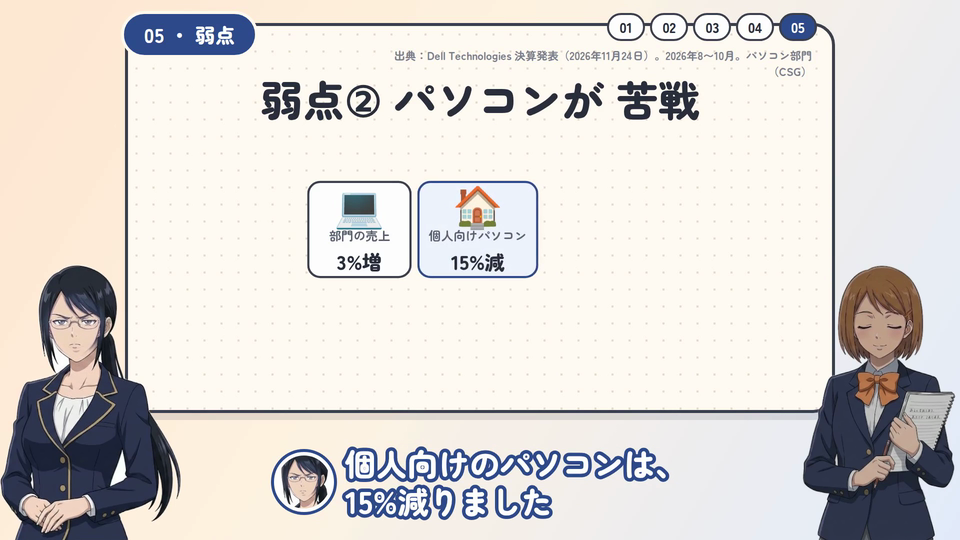 05 ・ 弱点
01 02 03 04 05
出典：Dell Technologies 決算発表（2026年11月24日）。2026年8〜10月。パソコン部門
（CSG）
弱点② パソコンが 苦戦
部門の売上
3%増
個人向けパソコン
15%減
個人向けのパソコンは、
15%減りました